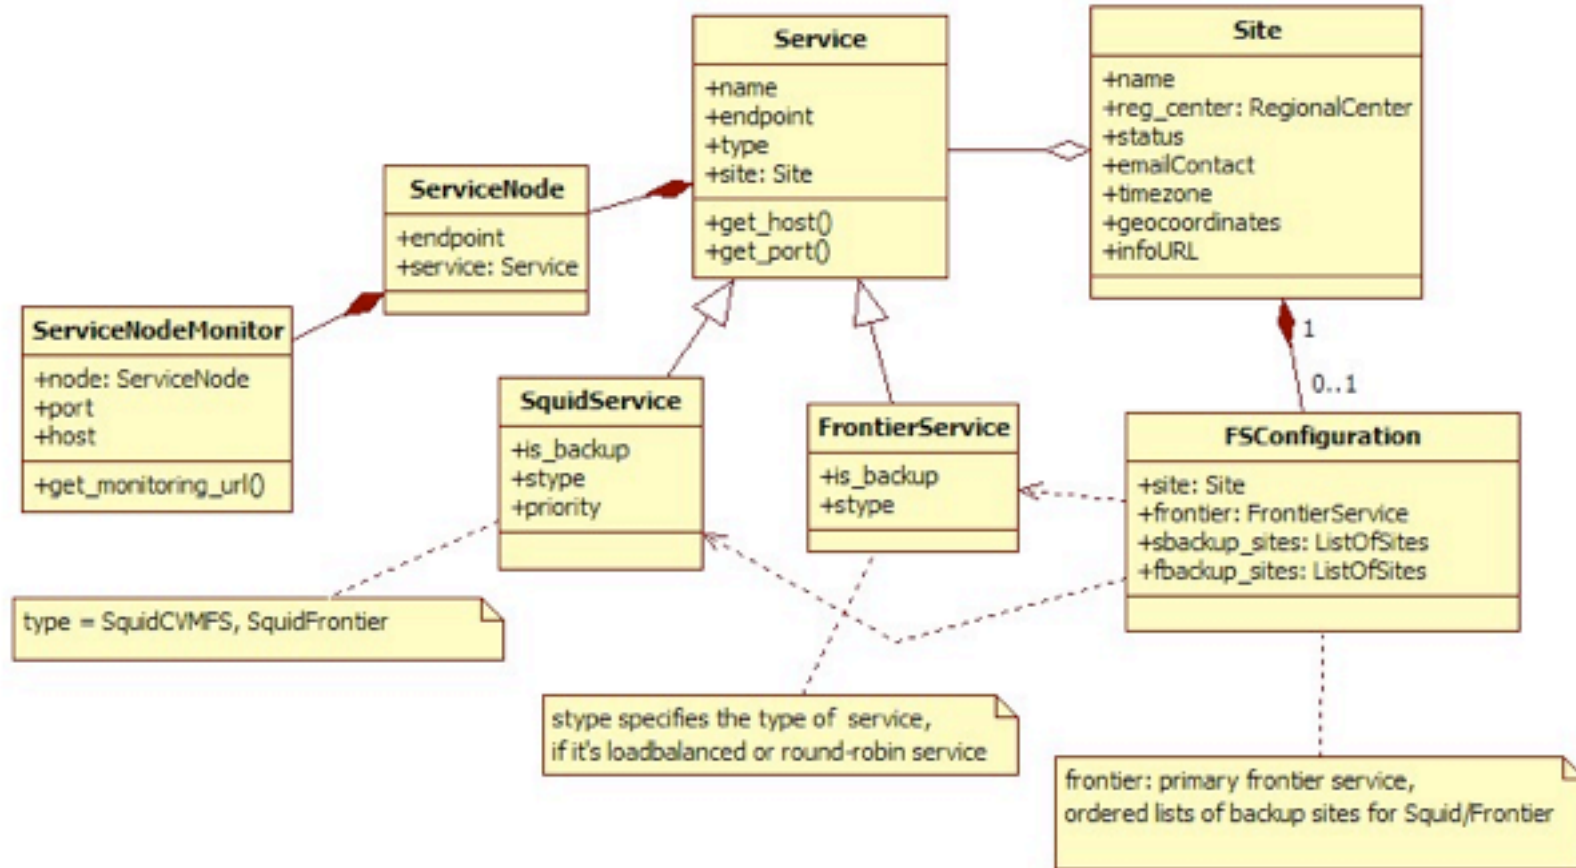 Service
+name
+endpoint
+type
+site: Site
+get_host()
+get_port()
Site
+name
+reg_center: RegionalCenter
+status
+emailContact
+timezone
+geocoordinates
+infoURL
ServiceNode
+endpoint
+service: Service
ServiceNodeMonitor
+node: ServiceNode
+port
+host
+get_monitoring_url()
SquidService
+is_backup
+stype
+priority
FrontierService
+is_backup
+stype
1
0..1
FSConfiguration
+site: Site
+frontier: FrontierService
+sbackup_sites: ListOfSites
+fbackup_sites: ListOfSites
type = SquidCVMFS, SquidFrontier
stype specifies the type of service,
if it's loadbalanced or round-robin service
frontier: primary frontier service,
ordered lists of backup sites for Squid/Frontier